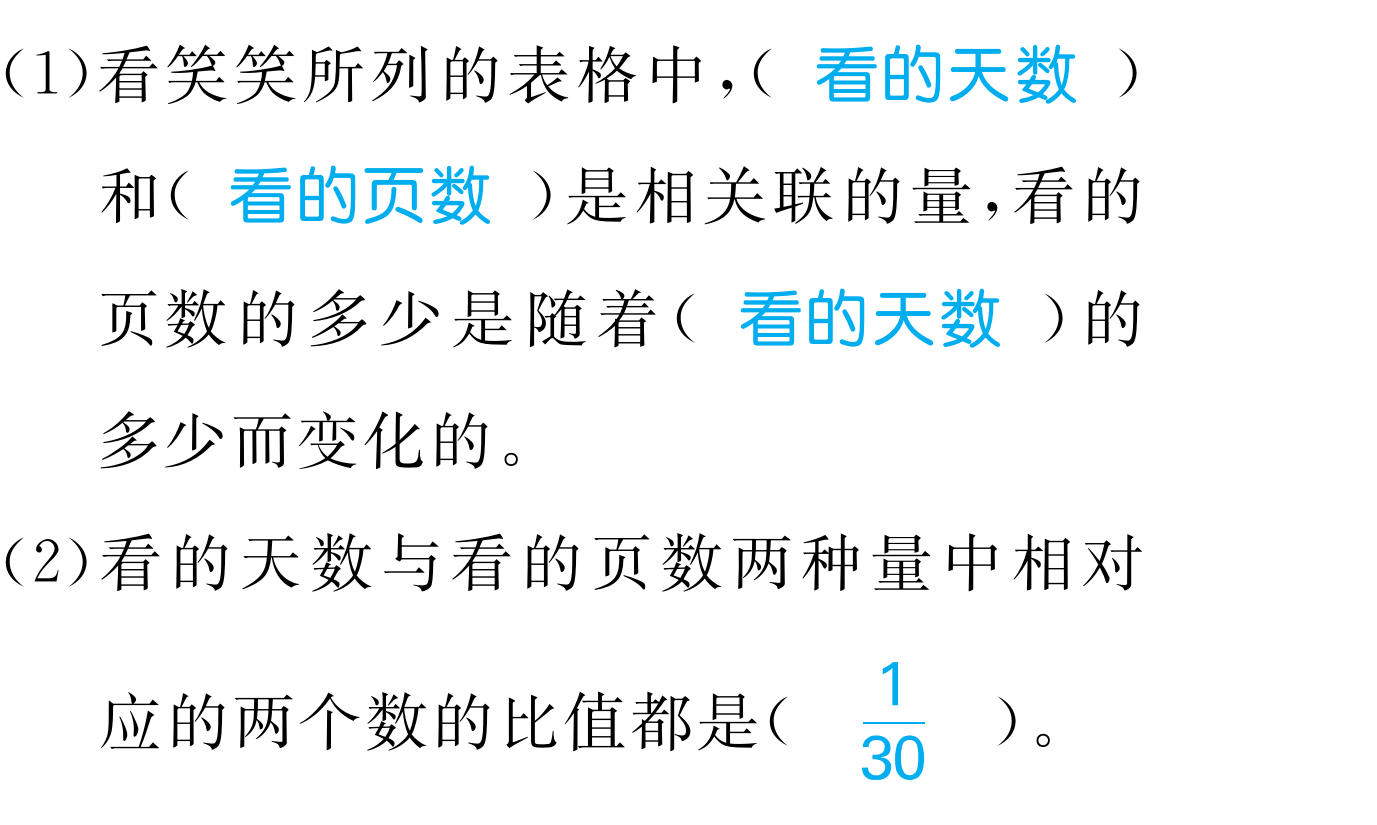 (1)看笑笑所列的表格中,( 看的天数 )
和( 看的页数 )是相关联的量,看的
页数的多少是随着( 看的天数 )的
多少而变化的。
(2)看的天数与看的页数两种量中相对
应的两个数的比值都是( 1/30 )。